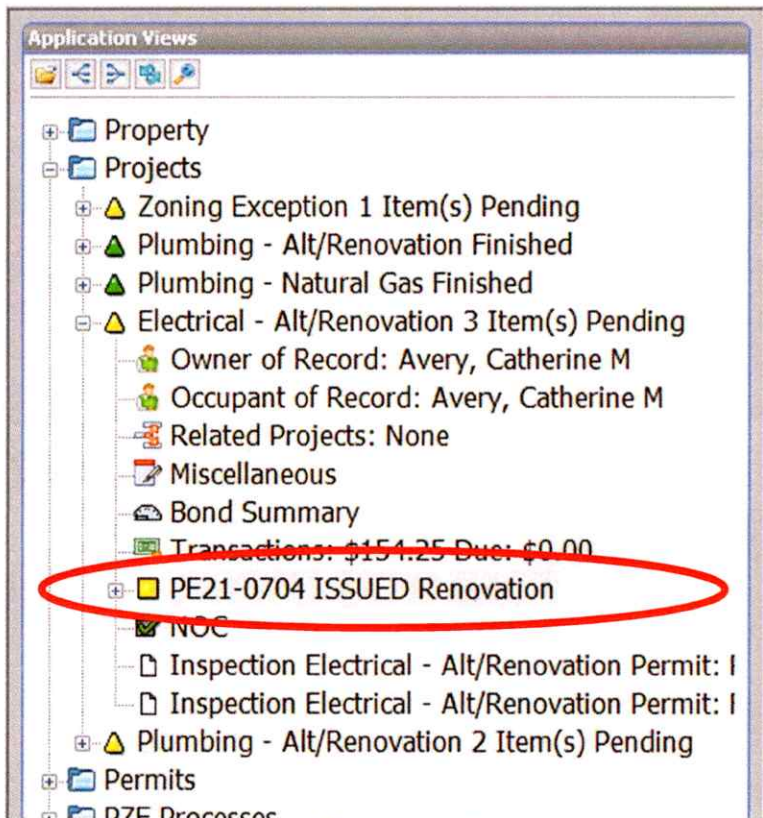 Application Views
Property
Projects
Zoning Exception 1 Item(s) Pending
Plumbing - Alt/Renovation Finished
Plumbing - Natural Gas Finished
Electrical - Alt/Renovation 3 Item(s) Pending
Owner of Record: Avery, Catherine M
Occupant of Record: Avery, Catherine M
Related Projects: None
Miscellaneous
Bond Summary
Transactions: $154.25 Due: $0.00
PE21-0704 ISSUED Renovation
NOC
Inspection Electrical - Alt/Renovation Permit:
Inspection Electrical - Alt/Renovation Permit:
Plumbing - Alt/Renovation 2 Item(s) Pending
Permits
PZE Processes